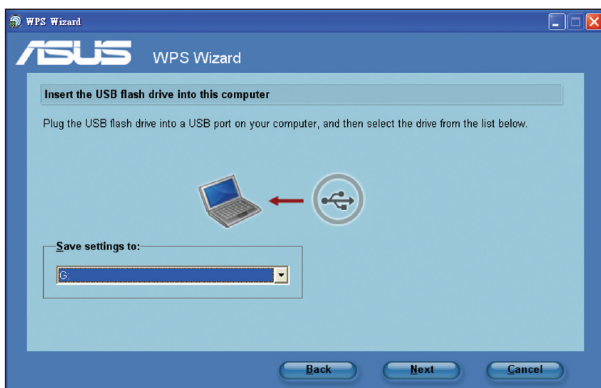 WPS Wizard
ASUS WPS Wizard
Insert the USB flash drive into this computer
Plug the USB flash drive into a USB port on your computer, and then select the drive from the list below.
Save settings to:
G:
Back Next Cancel